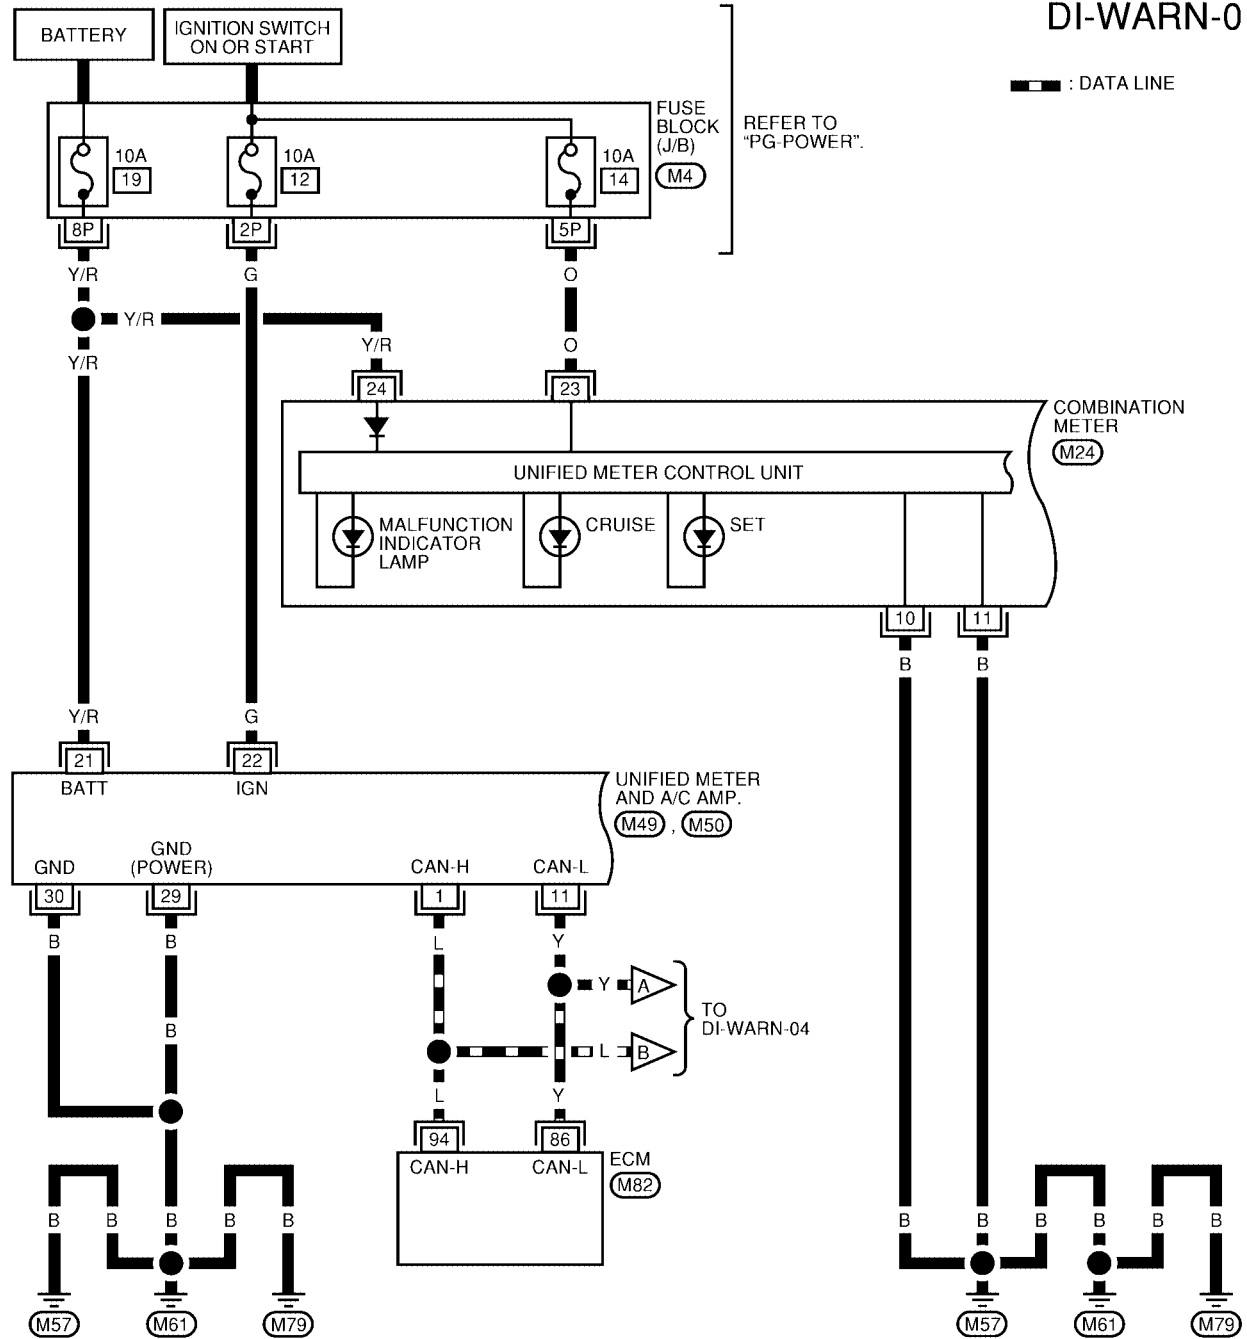 DI-WARN-0
BATTERY
IGNITION SWITCH
ON OR START
: DATA LINE
FUSE
BLOCK
(J/B)
M4
REFER TO
“PG-POWER”.
10A
19
10A
12
10A
14
8P
2P
5P
Y/R
G
O
Y/R
Y/R
Y/R
O
24
23
COMBINATION
METER
M24
UNIFIED METER CONTROL UNIT
MALFUNCTION
INDICATOR
LAMP
CRUISE
SET
10
11
B
B
Y/R
G
21
22
BATT
IGN
UNIFIED METER
AND A/C AMP.
M49 , M50
GND
GND
(POWER)
CAN-H
CAN-L
30
29
1
11
B
B
L
Y
Y
A
TO
DI-WARN-04
B
L
B
L
Y
94
86
CAN-H
CAN-L
ECM
M82
B
B
B
B
B
B
B
B
B
B
B
M57
M61
M79
M57
M61
M79